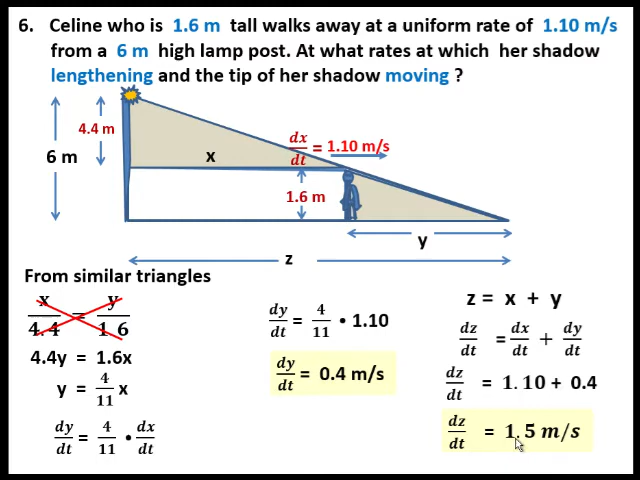 6. Celine who is 1.6 m tall walks away at a uniform rate of 1.10 m/s
from a 6 m high lamp post. At what rates at which her shadow
lengthening and the tip of her shadow moving ?
4.4 m
6 m
x
dx/dt = 1.10 m/s
1.6 m
y
z
From similar triangles
x/4.4 = y/1.6
4.4y = 1.6x
y = 4/11 x
dy/dt = 4/11 • dx/dt
dy/dt = 4/11 • 1.10
dy/dt = 0.4 m/s
z = x + y
dz/dt = dx/dt + dy/dt
dz/dt = 1.10 + 0.4
dz/dt = 1.5 m/s